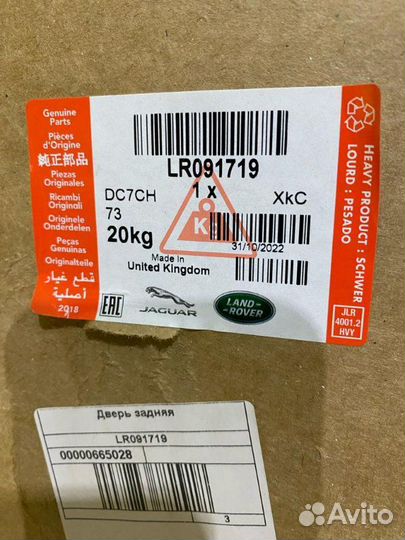 Genuine
Parts
Pièces
d'Origine
純正部品
Piezas
Originales
Ricambi
Originali
Originele
Onderdelen
Peças
Genuinas
Originalteile
قطع غيار
أصلية
2018
LR091719
1 x
DC7CH
XkC
73
20kg
K
31/10/2022
Made in
United Kingdom
EAC
JAGUAR
LAND-
ROVER
HEAVY PRODUCT : SCHWER
LOURD : PESADO
JLR
4001.2
HVY
Дверь задняя
LR091719
00000665028
3
Avito